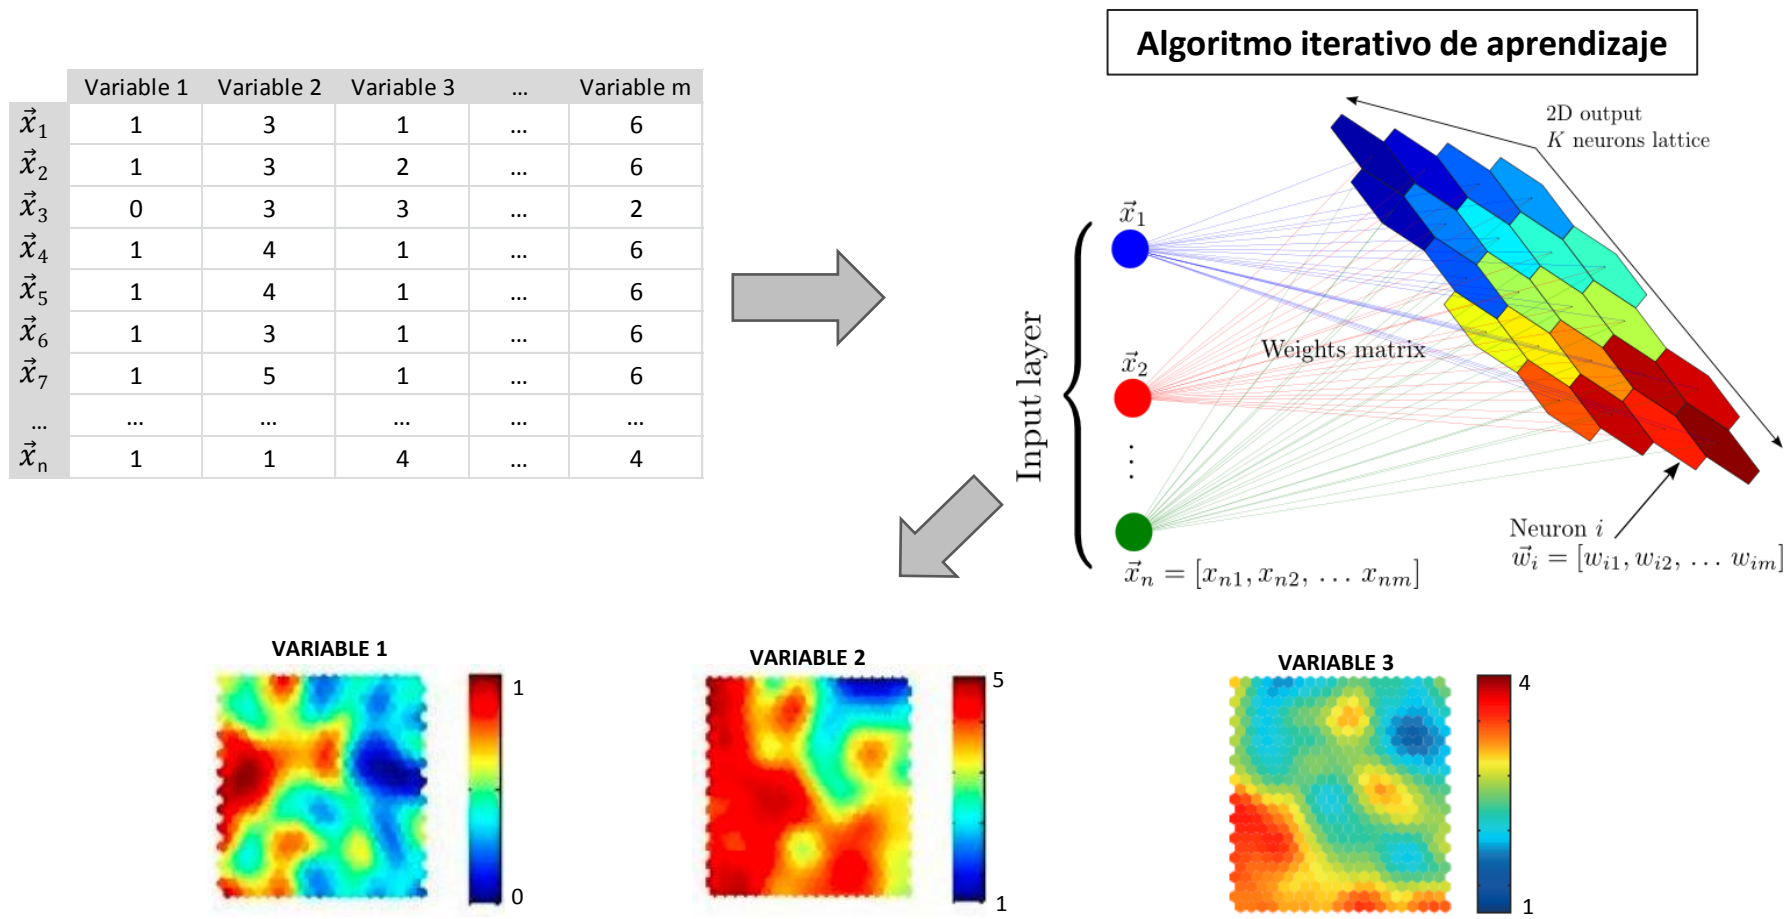 Algoritmo iterativo de aprendizaje
Variable 1 Variable 2 Variable 3 ... Variable m
x⃗1 1 3 1 ... 6
x⃗2 1 3 2 ... 6
x⃗3 0 3 3 ... 2
x⃗4 1 4 1 ... 6
x⃗5 1 4 1 ... 6
x⃗6 1 3 1 ... 6
x⃗7 1 5 1 ... 6
... ... ... ... ... ...
x⃗n 1 1 4 ... 4
2D output
K neurons lattice
x⃗1
Input layer
Weights matrix
x⃗2
⋮
Neuron i
w⃗i = [wi1, wi2, ... wim]
x⃗n = [xn1, xn2, ... xnm]
VARIABLE 1
1
0
VARIABLE 2
5
1
VARIABLE 3
4
1